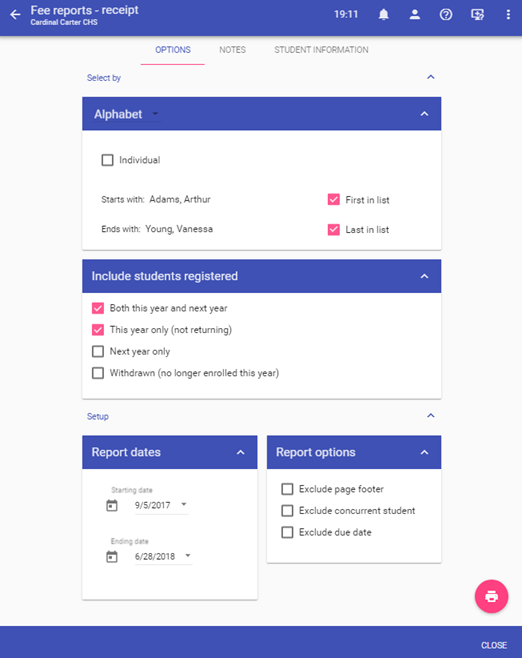 Fee reports - receipt
Cardinal Carter CHS
19:11
OPTIONS NOTES STUDENT INFORMATION
Select by
Alphabet
Individual
Starts with: Adams, Arthur First in list
Ends with: Young, Vanessa Last in list
Include students registered
Both this year and next year
This year only (not returning)
Next year only
Withdrawn (no longer enrolled this year)
Setup
Report dates
Starting date
9/5/2017
Ending date
6/28/2018
Report options
Exclude page footer
Exclude concurrent student
Exclude due date
CLOSE